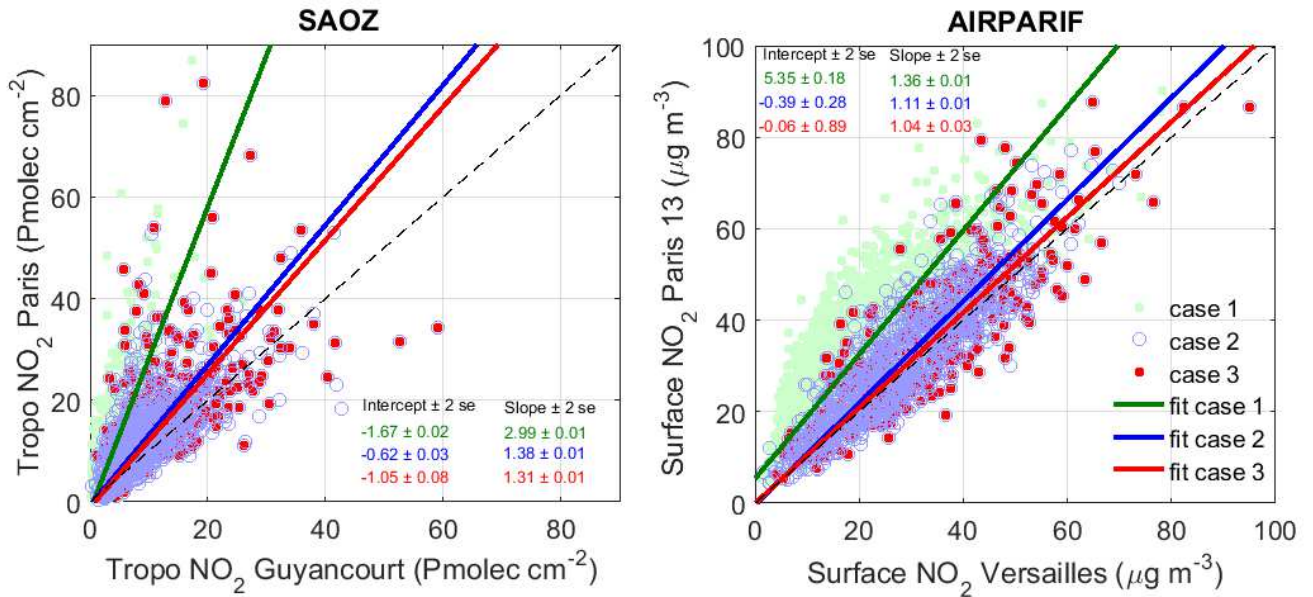 SAOZ
Tropo NO2 Paris (Pmolec cm-2)
80
60
40
20
0
Intercept ± 2 se Slope ± 2 se
-1.67 ± 0.02 2.99 ± 0.01
-0.62 ± 0.03 1.38 ± 0.01
-1.05 ± 0.08 1.31 ± 0.01
0 20 40 60 80
Tropo NO2 Guyancourt (Pmolec cm-2)
AIRPARIF
Surface NO2 Paris 13 (μg m-3)
100
80
60
40
20
0
Intercept ± 2 se Slope ± 2 se
5.35 ± 0.18 1.36 ± 0.01
-0.39 ± 0.28 1.11 ± 0.01
-0.06 ± 0.89 1.04 ± 0.03
case 1
case 2
case 3
fit case 1
fit case 2
fit case 3
0 20 40 60 80 100
Surface NO2 Versailles (μg m-3)